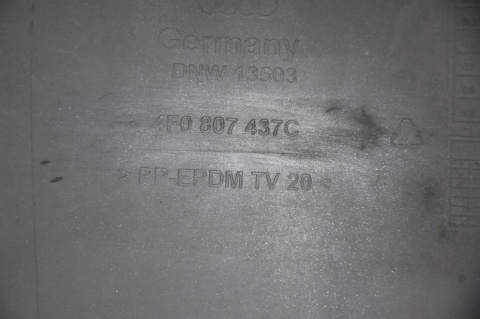 Germany
DNW 13503
4F0 807 437C
> PP-EPDM TV 20 <